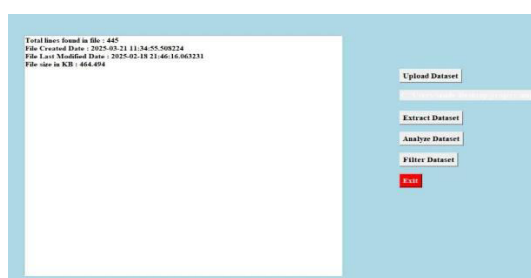 Total lines found in file : 445
File Created Date : 2025-03-21 11:34:55.508224
File Last Modified Date : 2025-02-18 21:46:16.063231
File size in KB : 464.494
Upload Dataset
Extract Dataset
Analyze Dataset
Filter Dataset
Exit